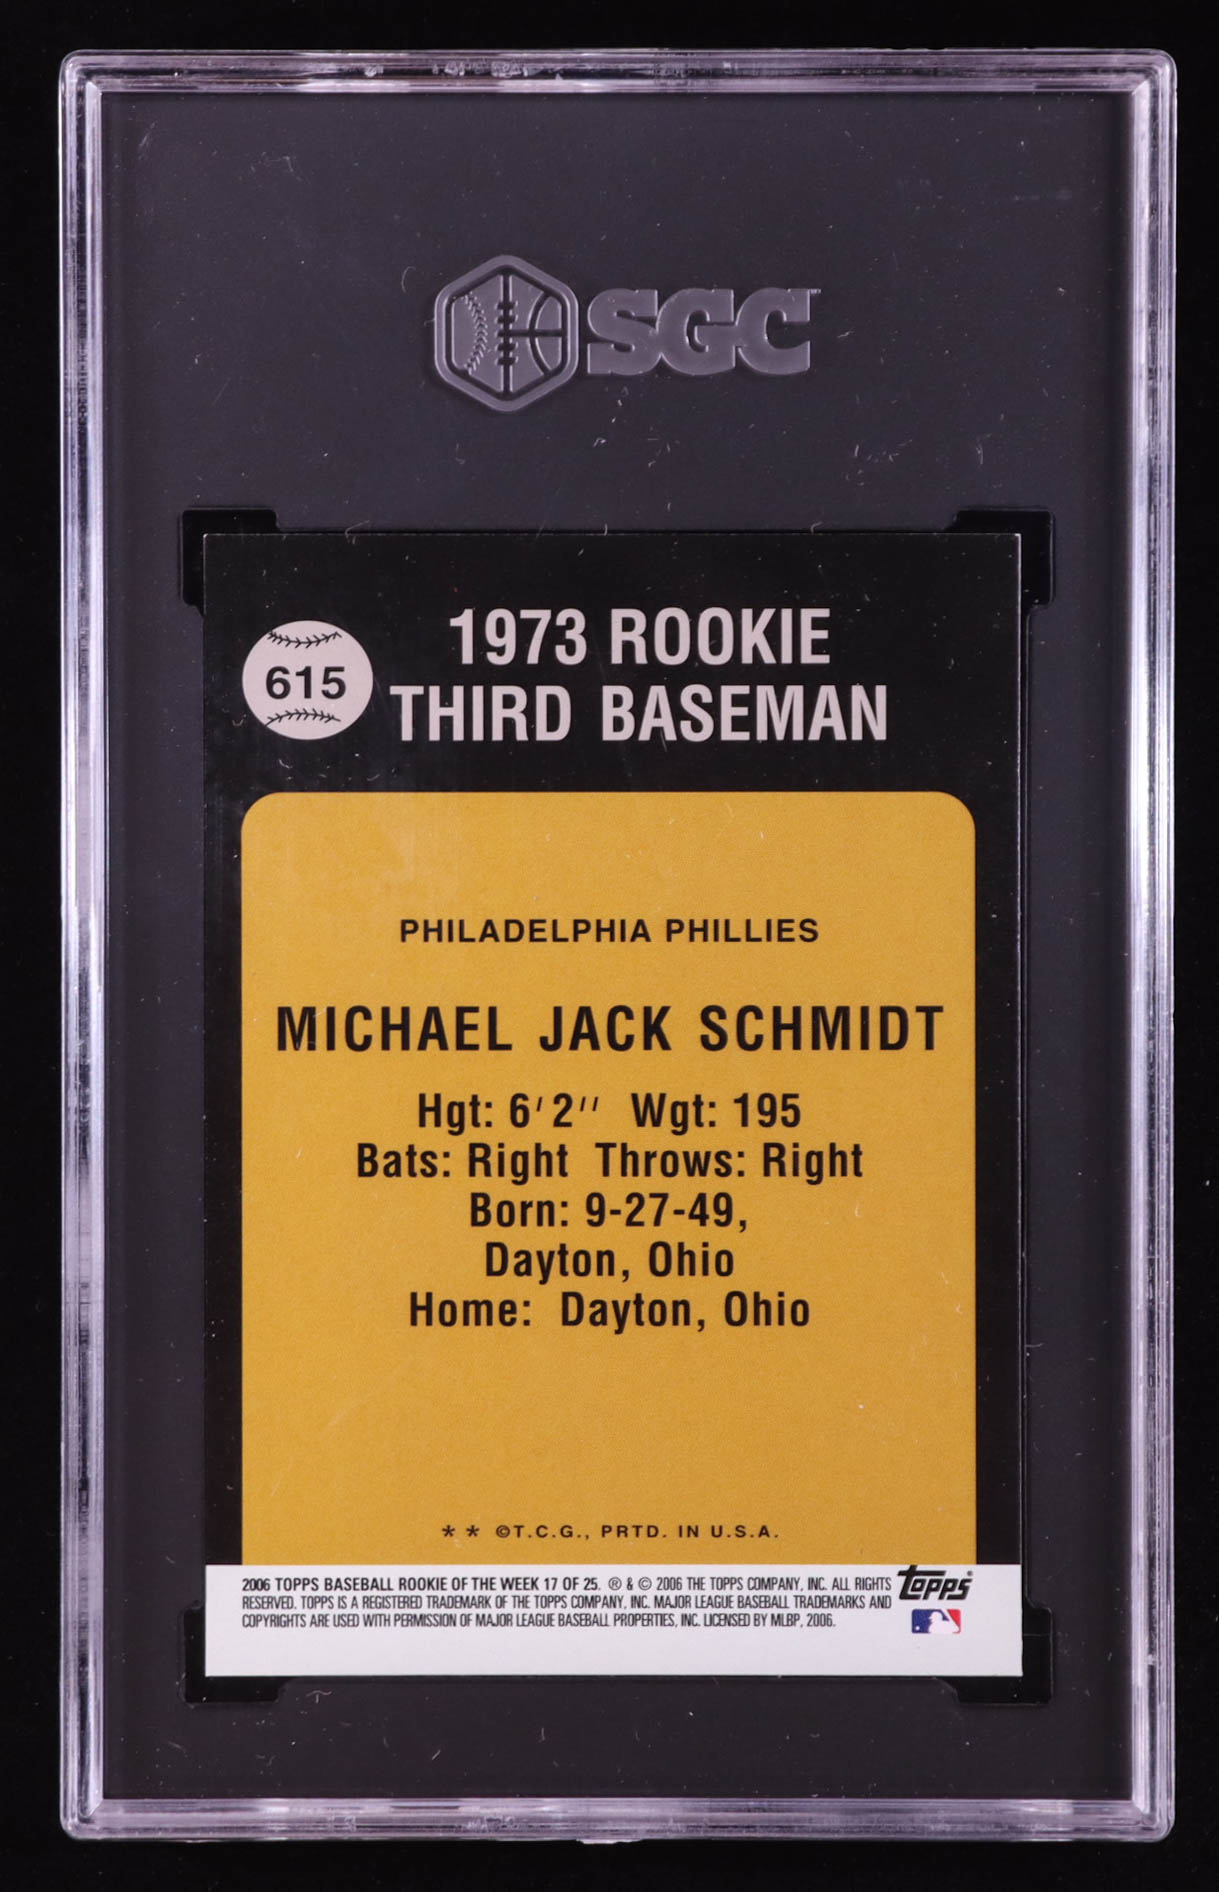 SGC
1973 ROOKIE
615
THIRD BASEMAN
PHILADELPHIA PHILLIES
MICHAEL JACK SCHMIDT
Hgt: 6'2'' Wgt: 195
Bats: Right Throws: Right
Born: 9-27-49,
Dayton, Ohio
Home: Dayton, Ohio
** ©T.C.G., PRTD. IN U.S.A.
2006 TOPPS BASEBALL ROOKIE OF THE WEEK 17 OF 25. ® & © 2006 THE TOPPS COMPANY, INC. ALL RIGHTS
RESERVED. TOPPS IS A REGISTERED TRADEMARK OF THE TOPPS COMPANY, INC. MAJOR LEAGUE BASEBALL TRADEMARKS AND
COPYRIGHTS ARE USED WITH PERMISSION OF MAJOR LEAGUE BASEBALL PROPERTIES, INC. LICENSED BY MLBP, 2006.
topps®